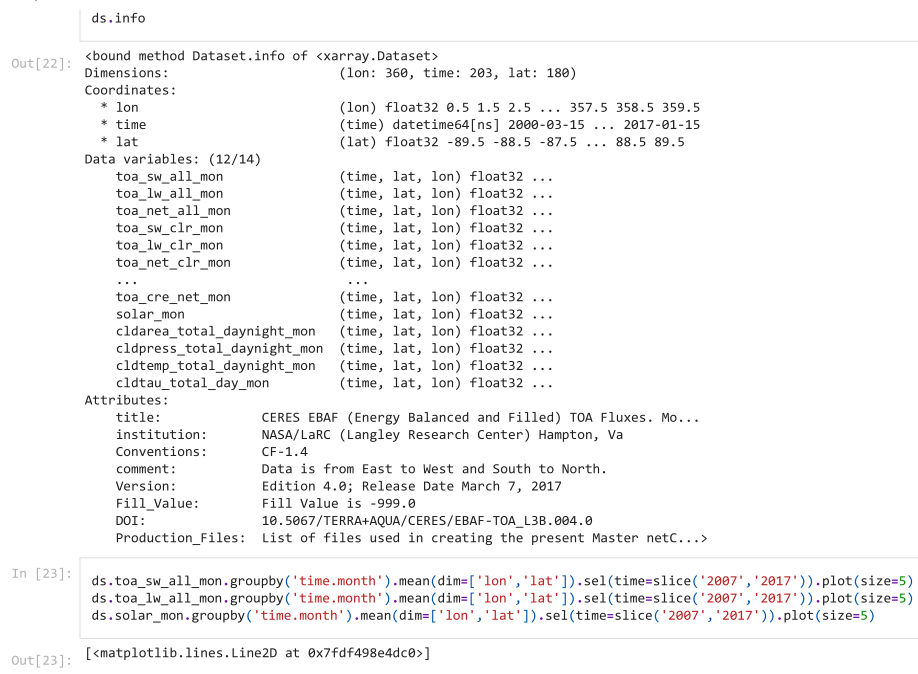 ds.info
Out[22]: <bound method Dataset.info of <xarray.Dataset>
Dimensions: (lon: 360, time: 203, lat: 180)
Coordinates:
* lon (lon) float32 0.5 1.5 2.5 ... 357.5 358.5 359.5
* time (time) datetime64[ns] 2000-03-15 ... 2017-01-15
* lat (lat) float32 -89.5 -88.5 -87.5 ... 88.5 89.5
Data variables: (12/14)
toa_sw_all_mon (time, lat, lon) float32 ...
toa_lw_all_mon (time, lat, lon) float32 ...
toa_net_all_mon (time, lat, lon) float32 ...
toa_sw_clr_mon (time, lat, lon) float32 ...
toa_lw_clr_mon (time, lat, lon) float32 ...
toa_net_clr_mon (time, lat, lon) float32 ...
... ...
toa_cre_net_mon (time, lat, lon) float32 ...
solar_mon (time, lat, lon) float32 ...
cldarea_total_daynight_mon (time, lat, lon) float32 ...
cldpress_total_daynight_mon (time, lat, lon) float32 ...
cldtemp_total_daynight_mon (time, lat, lon) float32 ...
cldtau_total_day_mon (time, lat, lon) float32 ...
Attributes:
title: CERES EBAF (Energy Balanced and Filled) TOA Fluxes. Mo...
institution: NASA/LaRC (Langley Research Center) Hampton, Va
Conventions: CF-1.4
comment: Data is from East to West and South to North.
Version: Edition 4.0; Release Date March 7, 2017
Fill_Value: Fill Value is -999.0
DOI: 10.5067/TERRA+AQUA/CERES/EBAF-TOA_L3B.004.0
Production_Files: List of files used in creating the present Master netC...>
In [23]: ds.toa_sw_all_mon.groupby('time.month').mean(dim=['lon','lat']).sel(time=slice('2007','2017')).plot(size=5)
ds.toa_lw_all_mon.groupby('time.month').mean(dim=['lon','lat']).sel(time=slice('2007','2017')).plot(size=5)
ds.solar_mon.groupby('time.month').mean(dim=['lon','lat']).sel(time=slice('2007','2017')).plot(size=5)
Out[23]: [<matplotlib.lines.Line2D at 0x7fdf498e4dc0>]